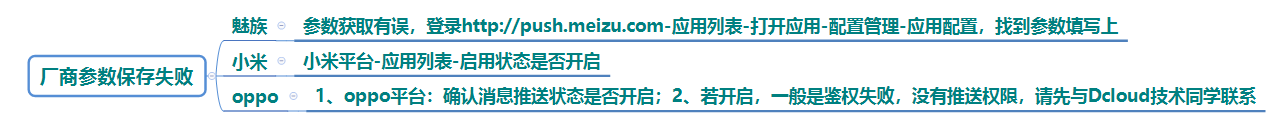 厂商参数保存失败
魅族
参数获取有误，登录http://push.meizu.com-应用列表-打开应用-配置管理-应用配置，找到参数填写上
小米
小米平台-应用列表-启用状态是否开启
oppo
1、oppo平台：确认消息推送状态是否开启；2、若开启，一般是鉴权失败，没有推送权限，请先与Dcloud技术同学联系